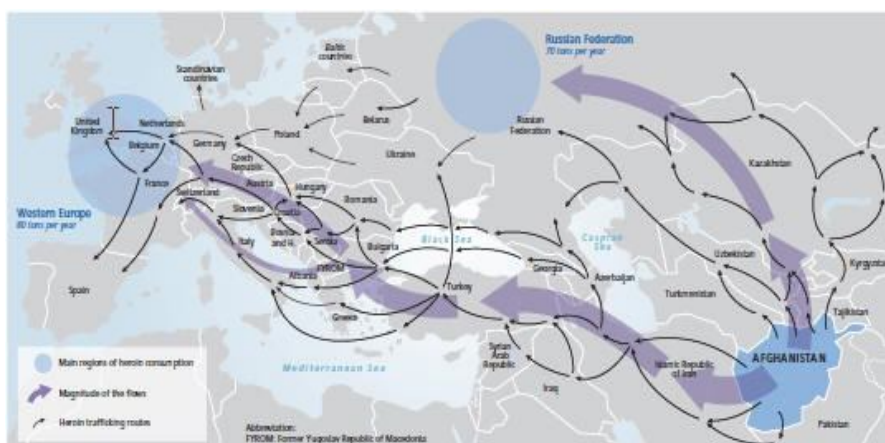 Russian Federation
70 tons per year
Baltic
countries
Scandinavian
countries
United
Kingdom
Netherlands
Belgium
Germany
Poland
Belarus
Russian
Federation
Czech
Republic
Ukraine
Kazakhstan
France
Switzerland
Austria
Hungary
Western Europe
80 tons per year
Slovenia
Croatia
Romania
Bosnia
and H.
Serbia
Italy
Bulgaria
Black Sea
Caspian
Sea
Uzbekistan
Kyrgyzstan
Spain
Albania
FYROM
Georgia
Azerbaijan
Turkey
Turkmenistan
Tajikistan
Greece
Syrian
Arab
Republic
Mediterranean Sea
Iraq
Islamic Republic
of Iran
AFGHANISTAN
Pakistan
Main regions of heroin consumption
Magnitude of the flows
Heroin trafficking routes
Abbreviation:
FYROM: Former Yugoslav Republic of Macedonia